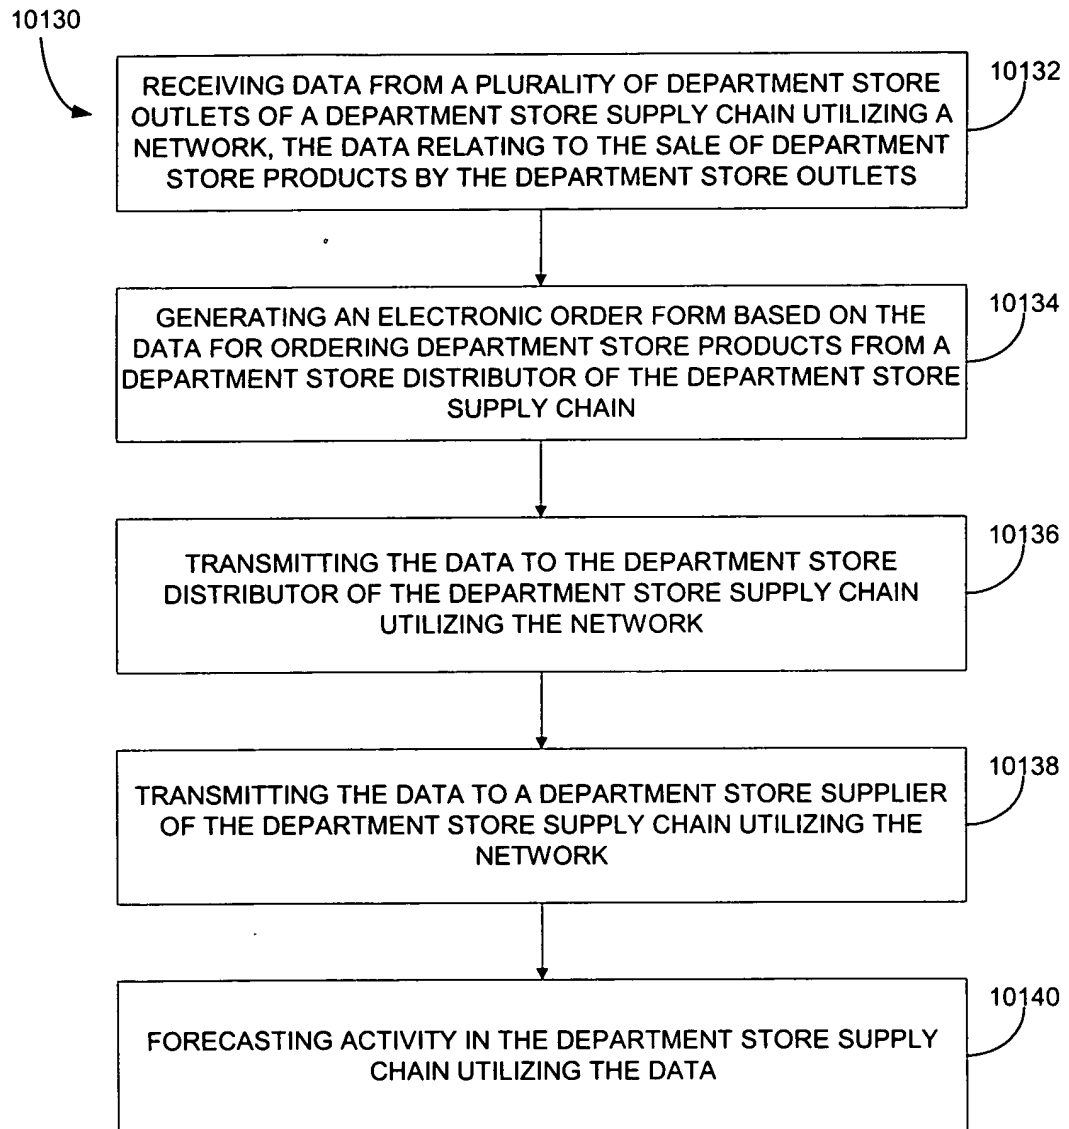 10130
RECEIVING DATA FROM A PLURALITY OF DEPARTMENT STORE
OUTLETS OF A DEPARTMENT STORE SUPPLY CHAIN UTILIZING A
NETWORK, THE DATA RELATING TO THE SALE OF DEPARTMENT
STORE PRODUCTS BY THE DEPARTMENT STORE OUTLETS
10132
GENERATING AN ELECTRONIC ORDER FORM BASED ON THE
DATA FOR ORDERING DEPARTMENT STORE PRODUCTS FROM A
DEPARTMENT STORE DISTRIBUTOR OF THE DEPARTMENT STORE
SUPPLY CHAIN
10134
TRANSMITTING THE DATA TO THE DEPARTMENT STORE
DISTRIBUTOR OF THE DEPARTMENT STORE SUPPLY CHAIN
UTILIZING THE NETWORK
10136
TRANSMITTING THE DATA TO A DEPARTMENT STORE SUPPLIER
OF THE DEPARTMENT STORE SUPPLY CHAIN UTILIZING THE
NETWORK
10138
FORECASTING ACTIVITY IN THE DEPARTMENT STORE SUPPLY
CHAIN UTILIZING THE DATA
10140